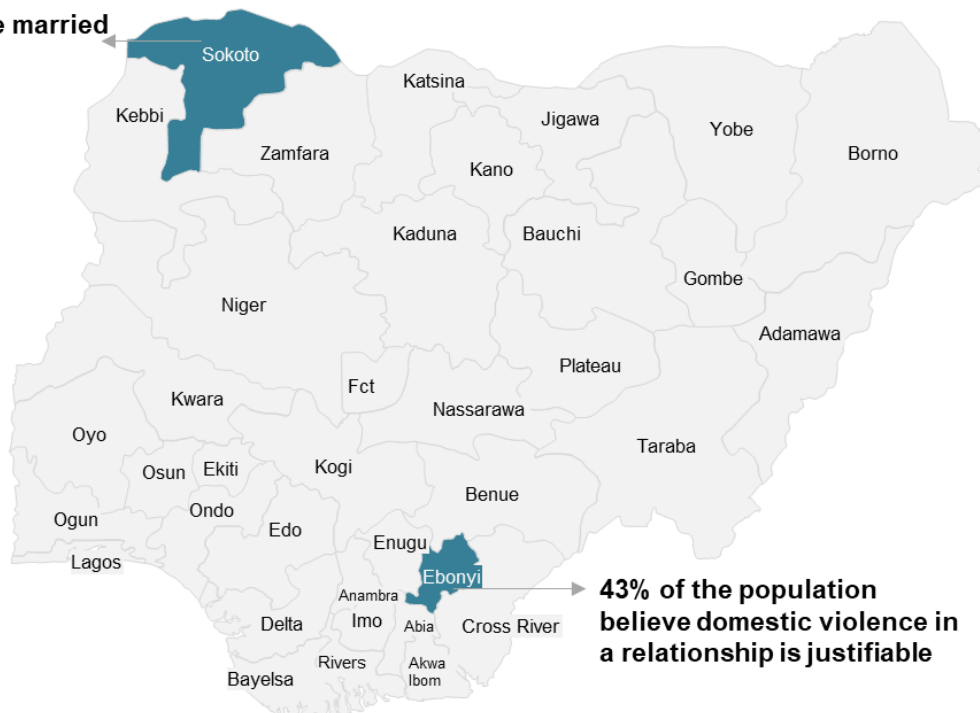 e married
Sokoto
Katsina
Kebbi
Jigawa
Yobe
Zamfara
Kano
Borno
Kaduna
Bauchi
Gombe
Niger
Adamawa
Plateau
Fct
Kwara
Nassarawa
Oyo
Taraba
Osun
Ekiti
Kogi
Benue
Ogun
Ondo
Edo
Enugu
Lagos
Ebonyi
43% of the population
believe domestic violence in
a relationship is justifiable
Anambra
Imo
Abia
Cross River
Delta
Rivers
Akwa
Ibom
Bayelsa